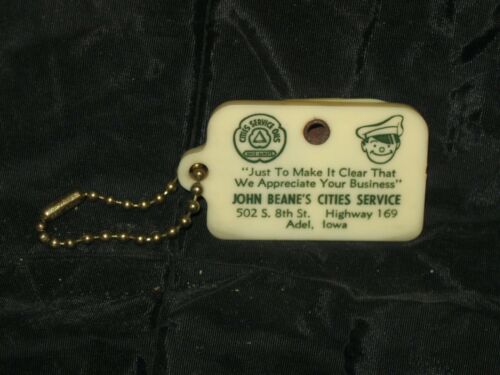 CITIES SERVICE OILS
"Just To Make It Clear That
We Appreciate Your Business"
JOHN BEANE'S CITIES SERVICE
502 S. 8th St. Highway 169
Adel, Iowa